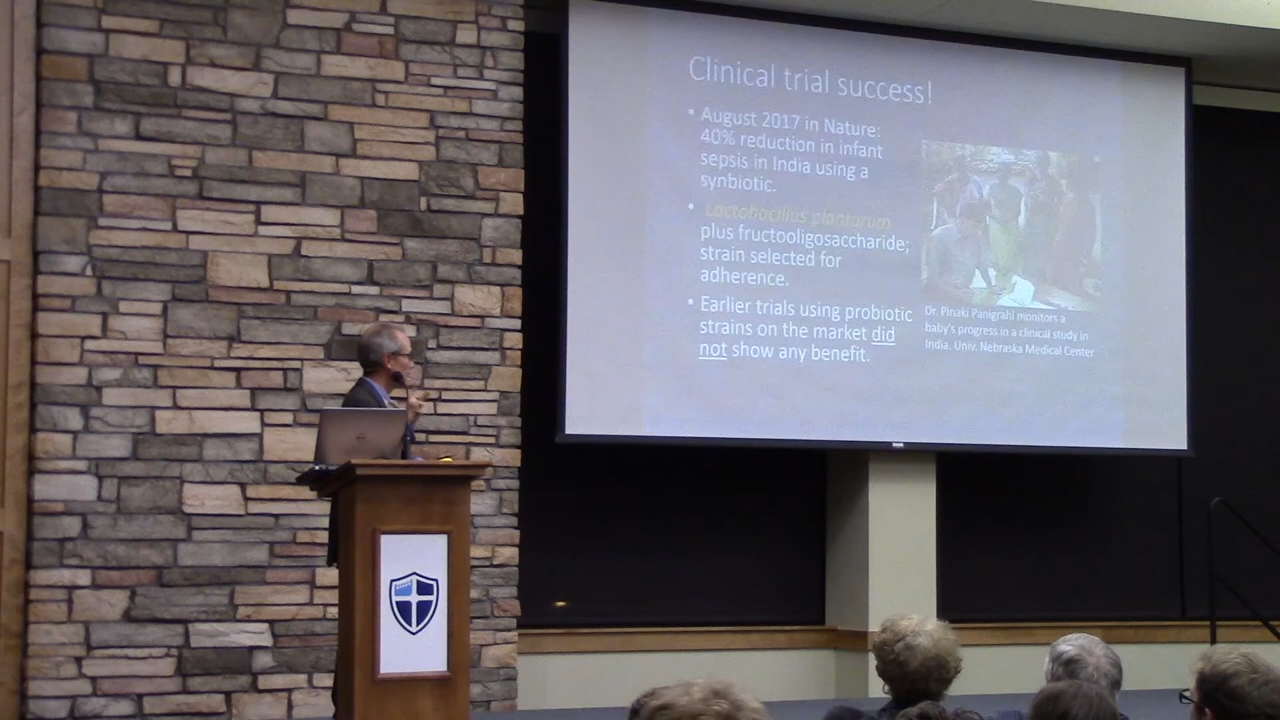 Clinical trial success!
• August 2017 in Nature:
40% reduction in infant
sepsis in India using a
synbiotic.
• Lactobacillus plantarum
plus fructooligosaccharide;
strain selected for
adherence.
• Earlier trials using probiotic
strains on the market did
not show any benefit.
Dr. Pinaki Panigrahi monitors a
baby's progress in a clinical study in
India. Univ. Nebraska Medical Center